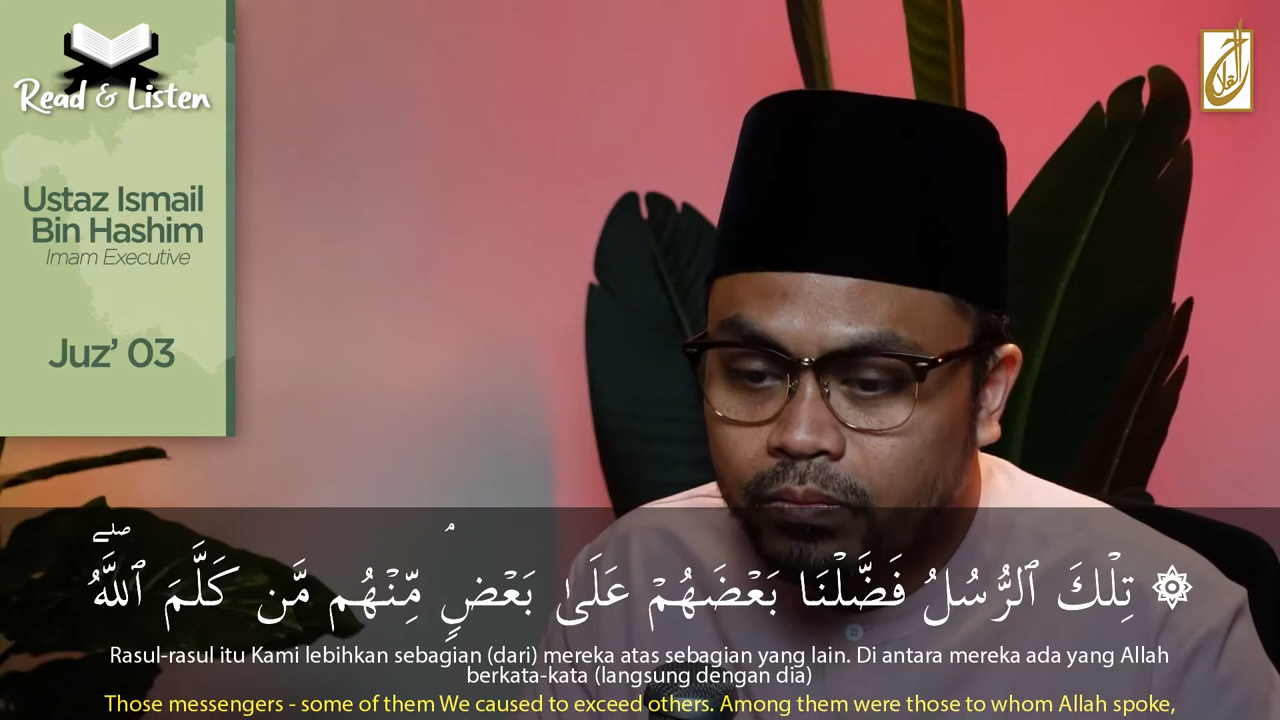 Read & Listen
Ustaz Ismail
Bin Hashim
Imam Executive
Juz’ 03
۞ تِلْكَ ٱلرُّسُلُ فَضَّلْنَا بَعْضَهُمْ عَلَىٰ بَعْضٍۢ مِّنْهُم مَّن كَلَّمَ ٱللَّهُ ۖ
Rasul-rasul itu Kami lebihkan sebagian (dari) mereka atas sebagian yang lain. Di antara mereka ada yang Allah
berkata-kata (langsung dengan dia)
Those messengers - some of them We caused to exceed others. Among them were those to whom Allah spoke,